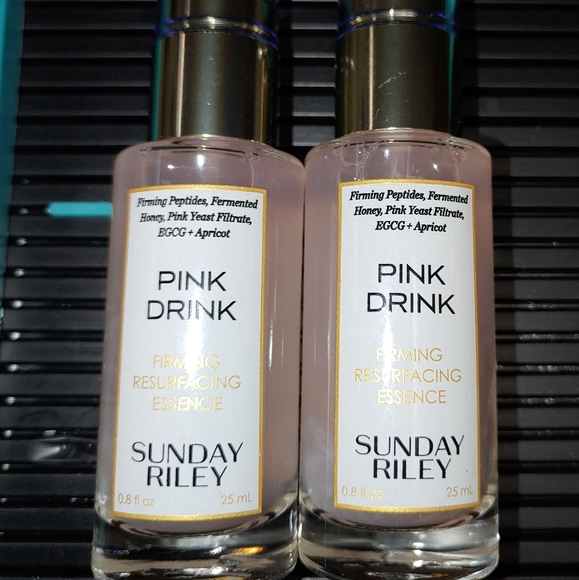 Firming Peptides, Fermented
Honey, Pink Yeast Filtrate,
EGCG + Apricot
PINK
DRINK
FIRMING
RESURFACING
ESSENCE
SUNDAY
RILEY
0.8 fl oz 25 mL
Firming Peptides, Fermented
Honey, Pink Yeast Filtrate,
EGCG + Apricot
PINK
DRINK
FIRMING
RESURFACING
ESSENCE
SUNDAY
RILEY
0.8 fl oz 25 mL